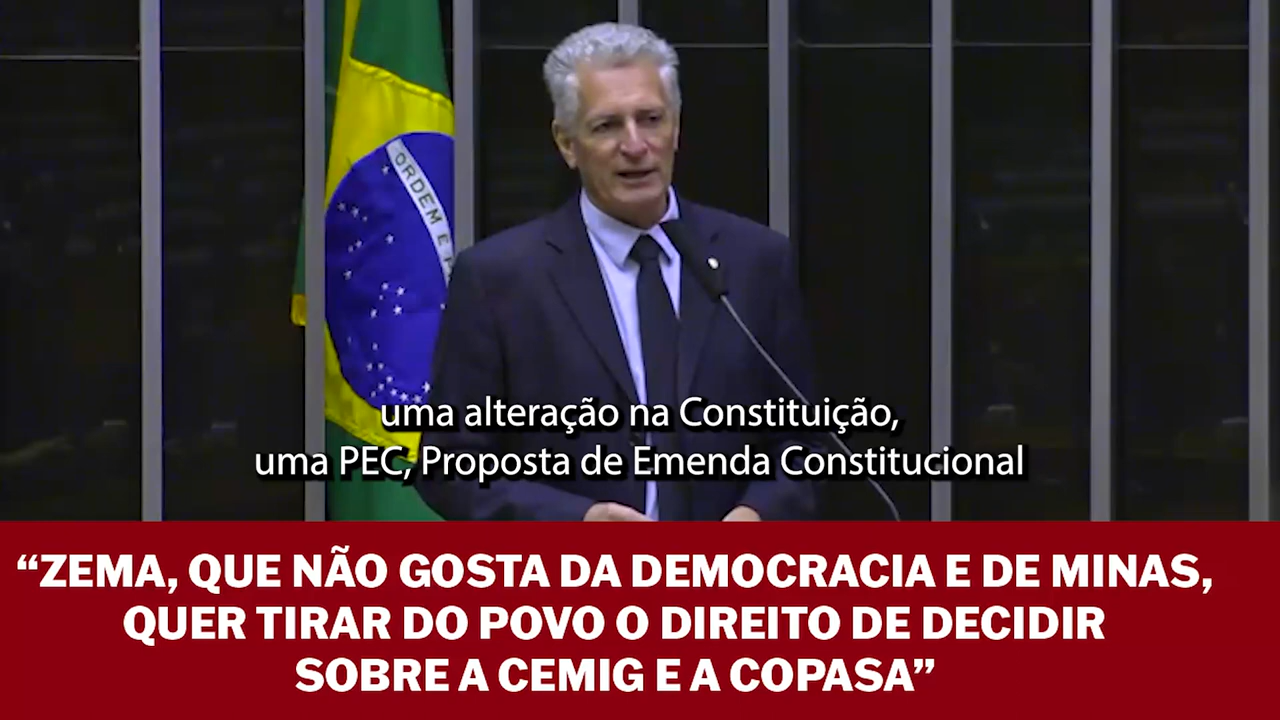 ORDEM E
uma alteração na Constituição,
uma PEC, Proposta de Emenda Constitucional
“ZEMA, QUE NÃO GOSTA DA DEMOCRACIA E DE MINAS,
QUER TIRAR DO POVO O DIREITO DE DECIDIR
SOBRE A CEMIG E A COPASA”